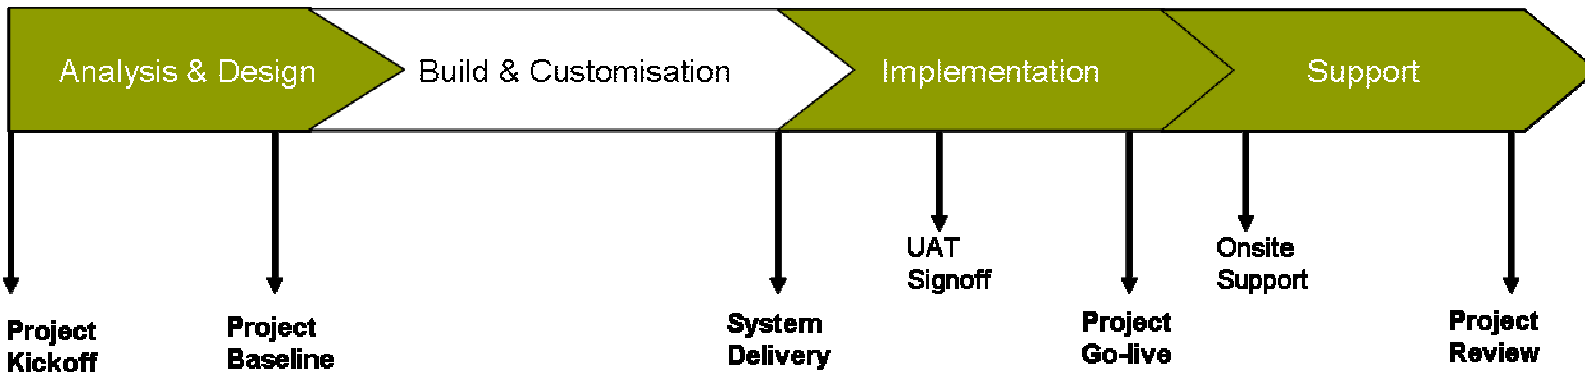 Analysis & Design
Build & Customisation
Implementation
Support
Project
Kickoff
Project
Baseline
System
Delivery
UAT
Signoff
Project
Go-live
Onsite
Support
Project
Review